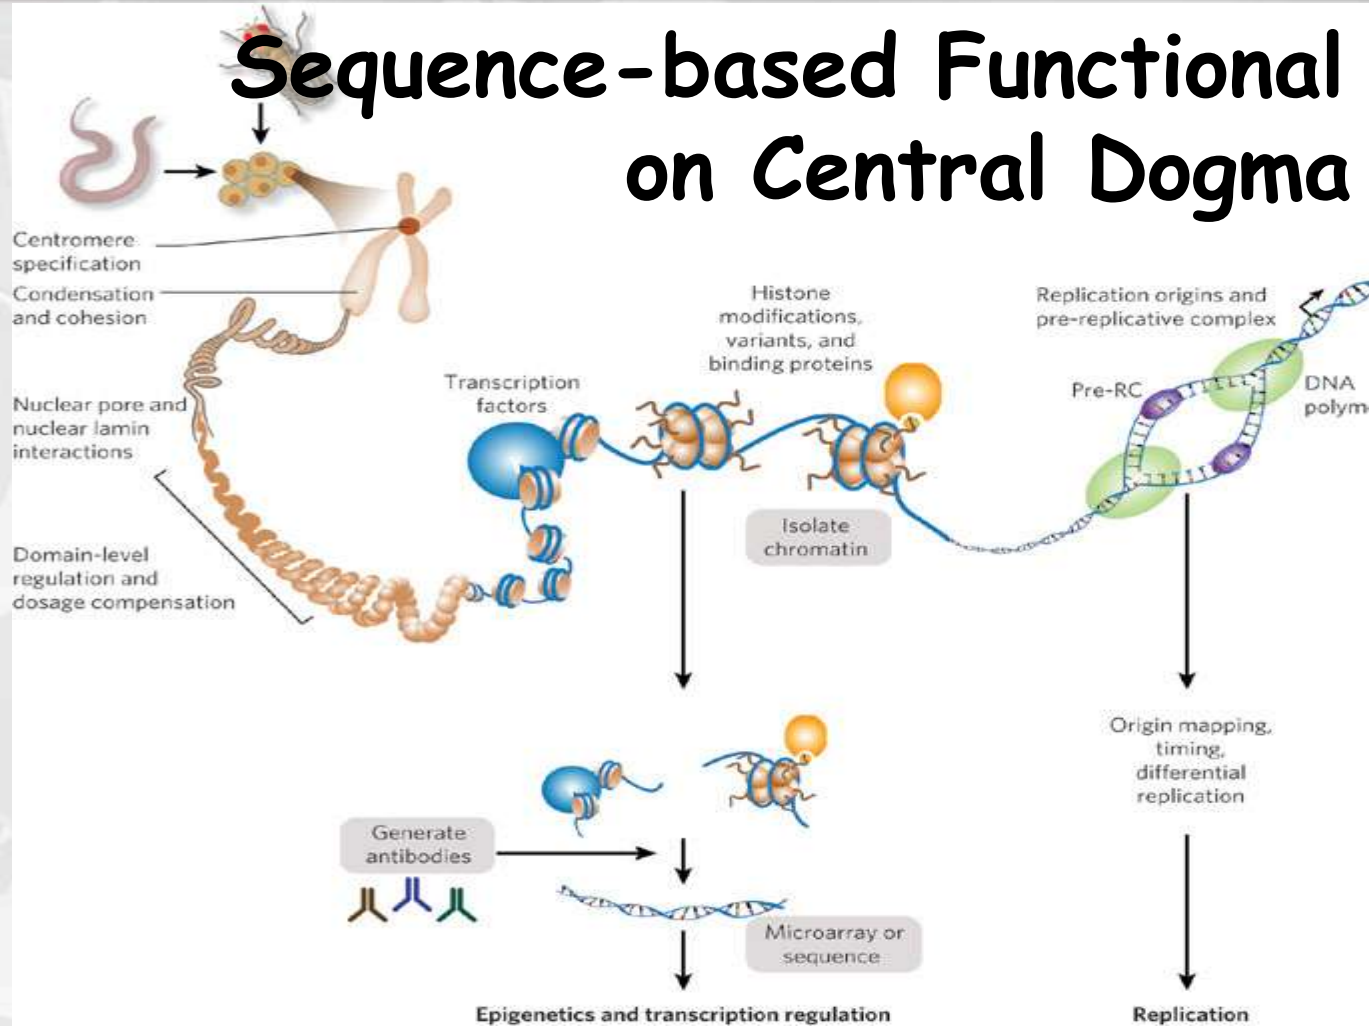 Sequence-based Functional
on Central Dogma
Centromere
specification
Condensation
and cohesion
Nuclear pore and
nuclear lamin
interactions
Domain-level
regulation and
dosage compensation
Transcription
factors
Histone
modifications,
variants, and
binding proteins
Isolate
chromatin
Replication origins and
pre-replicative complex
Pre-RC
DNA
polym
Origin mapping,
timing,
differential
replication
Generate
antibodies
Microarray or
sequence
Epigenetics and transcription regulation
Replication